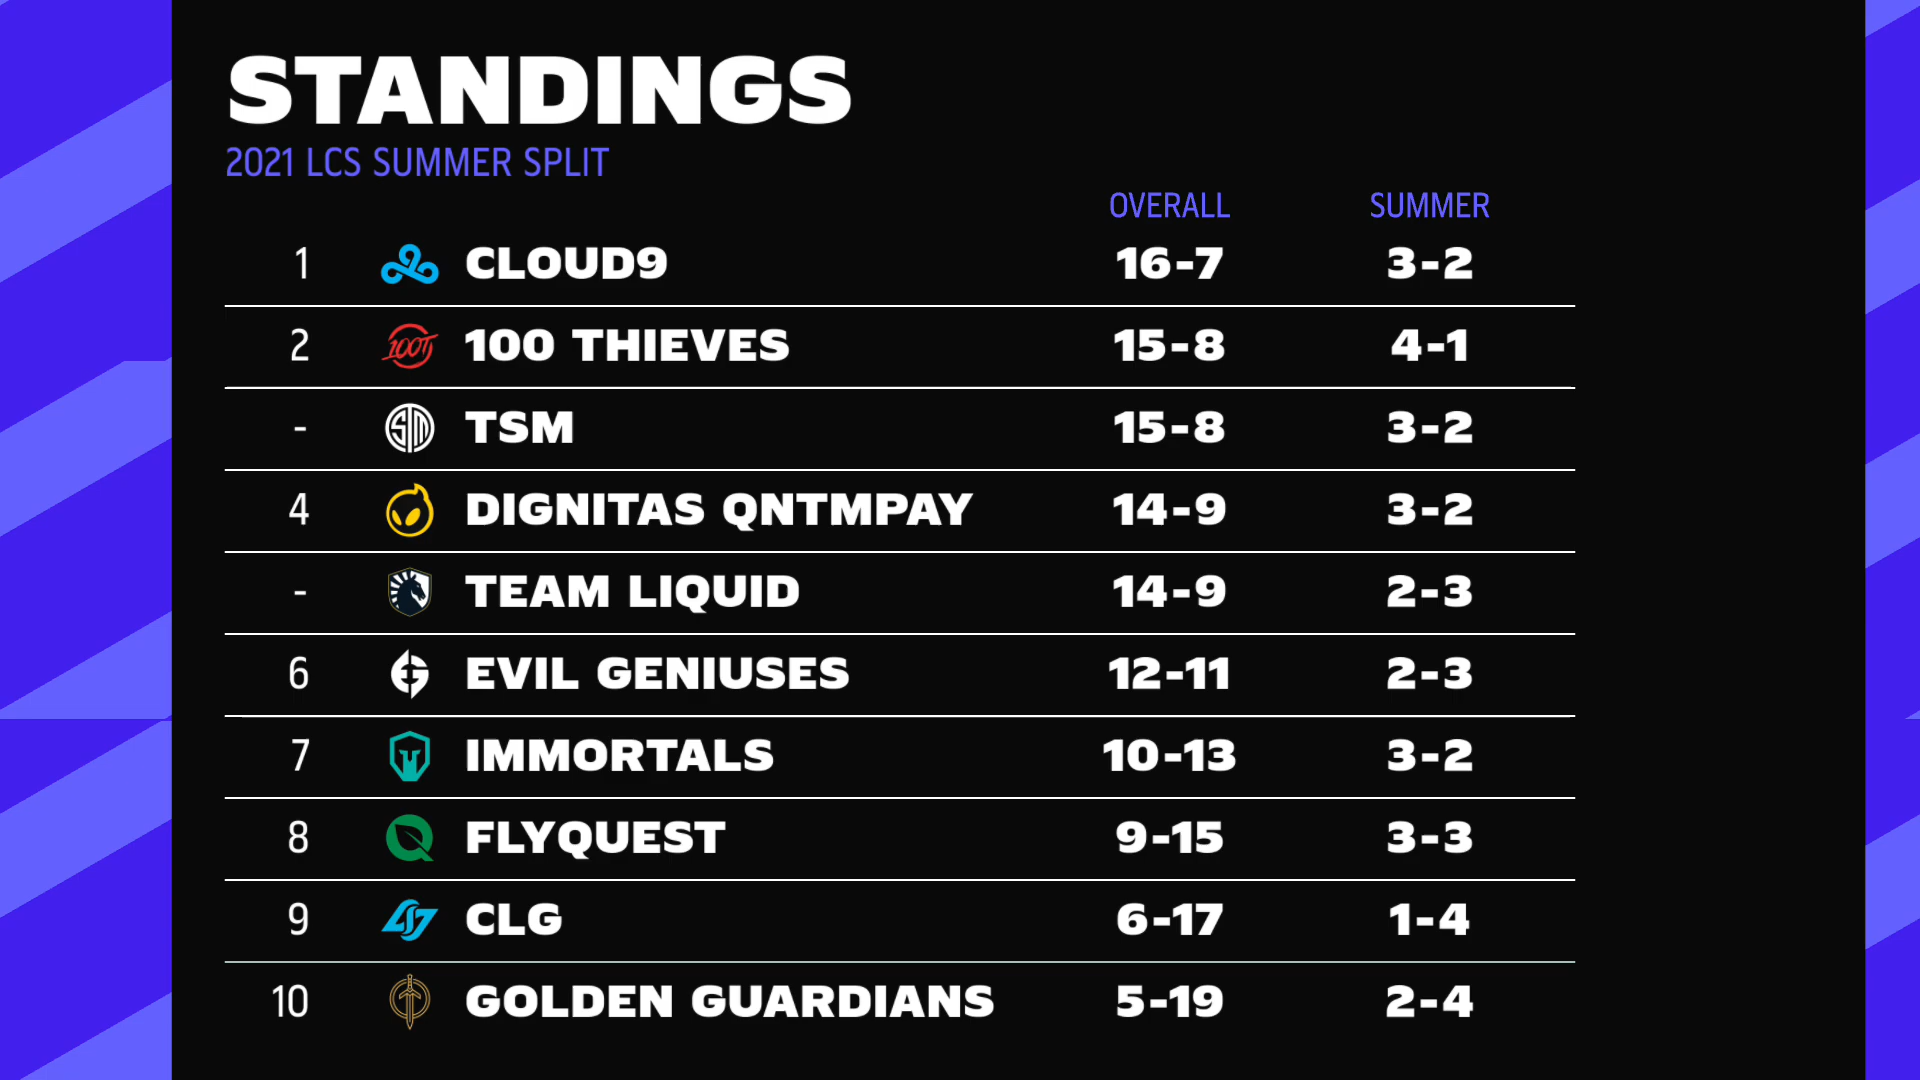 STANDINGS
2021 LCS SUMMER SPLIT
OVERALL SUMMER
1 CLOUD9 16-7 3-2
2 100T 100 THIEVES 15-8 4-1
- TSM TSM 15-8 3-2
4 DIGNITAS QNTMPAY 14-9 3-2
- TEAM LIQUID 14-9 2-3
6 EVIL GENIUSES 12-11 2-3
7 IMMORTALS 10-13 3-2
8 FLYQUEST 9-15 3-3
9 CLG 6-17 1-4
10 GOLDEN GUARDIANS 5-19 2-4